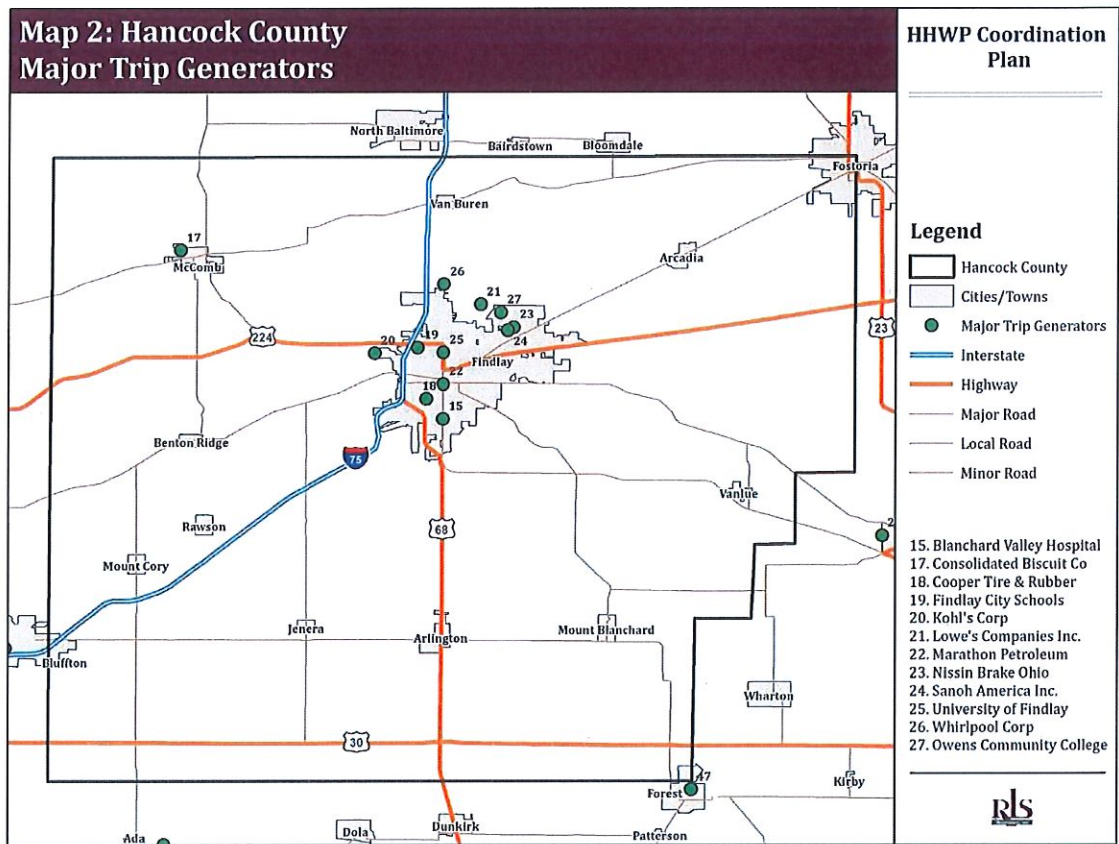 Map 2: Hancock County
Major Trip Generators
HHWP Coordination
Plan
North Baltimore
Bairdstown
Bloomdale
Fostoria
Van Buren
17
McComb
Arcadia
26
21
27
23
24
224
20
19
25
Findlay
23
22
18
15
Benton Ridge
75
Vanlue
2
68
Rawson
Mount Cory
Jenera
Arlington
Mount Blanchard
Bluffton
Wharton
30
47
Forest
Kirby
Ada
Dola
Dunkirk
Patterson
Legend
Hancock County
Cities/Towns
Major Trip Generators
Interstate
Highway
Major Road
Local Road
Minor Road
15. Blanchard Valley Hospital
17. Consolidated Biscuit Co
18. Cooper Tire & Rubber
19. Findlay City Schools
20. Kohl's Corp
21. Lowe's Companies Inc.
22. Marathon Petroleum
23. Nissin Brake Ohio
24. Sanoh America Inc.
25. University of Findlay
26. Whirlpool Corp
27. Owens Community College
RLS